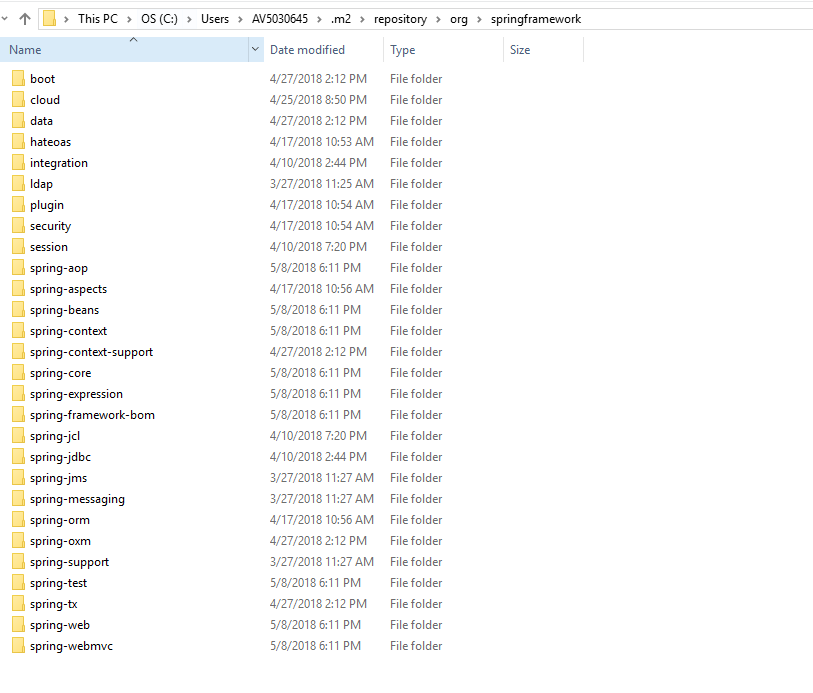 This PC > OS (C:) > Users > AV5030645 > .m2 > repository > org > springframework
Name Date modified Type Size
boot 4/27/2018 2:12 PM File folder
cloud 4/25/2018 8:50 PM File folder
data 4/27/2018 2:12 PM File folder
hateoas 4/17/2018 10:53 AM File folder
integration 4/10/2018 2:44 PM File folder
ldap 3/27/2018 11:25 AM File folder
plugin 4/17/2018 10:54 AM File folder
security 4/17/2018 10:54 AM File folder
session 4/10/2018 7:20 PM File folder
spring-aop 5/8/2018 6:11 PM File folder
spring-aspects 4/17/2018 10:56 AM File folder
spring-beans 5/8/2018 6:11 PM File folder
spring-context 5/8/2018 6:11 PM File folder
spring-context-support 4/27/2018 2:12 PM File folder
spring-core 5/8/2018 6:11 PM File folder
spring-expression 5/8/2018 6:11 PM File folder
spring-framework-bom 5/8/2018 6:11 PM File folder
spring-jcl 4/10/2018 7:20 PM File folder
spring-jdbc 4/10/2018 2:44 PM File folder
spring-jms 3/27/2018 11:27 AM File folder
spring-messaging 3/27/2018 11:27 AM File folder
spring-orm 4/17/2018 10:56 AM File folder
spring-oxm 4/27/2018 2:12 PM File folder
spring-support 3/27/2018 11:27 AM File folder
spring-test 5/8/2018 6:11 PM File folder
spring-tx 4/27/2018 2:12 PM File folder
spring-web 5/8/2018 6:11 PM File folder
spring-webmvc 5/8/2018 6:11 PM File folder